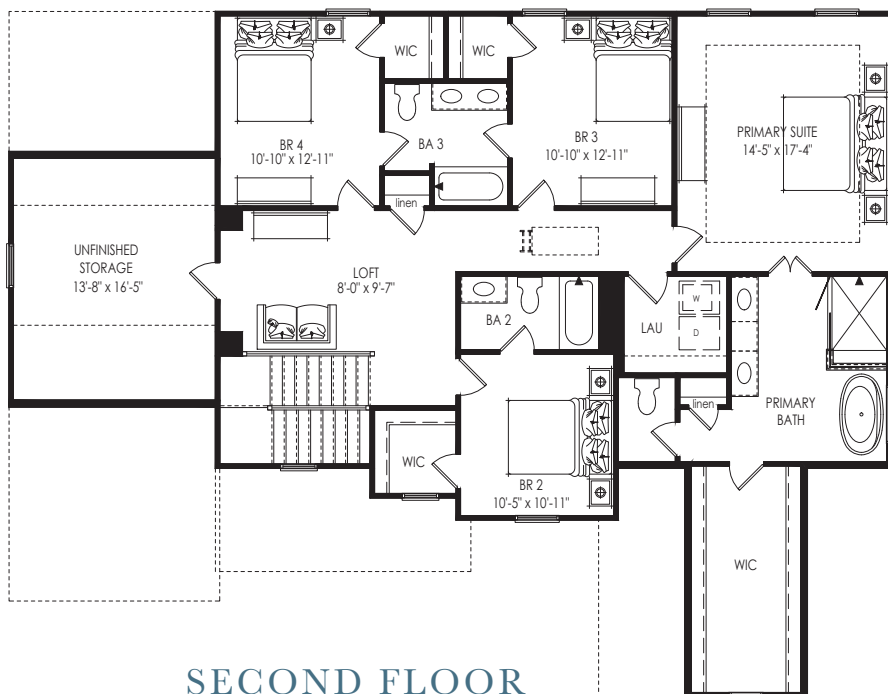 WIC
WIC
BR 4
10'-10" x 12'-11"
BA 3
BR 3
10'-10" x 12'-11"
PRIMARY SUITE
14'-5" x 17'-4"
linen
UNFINISHED
STORAGE
13'-8" x 16'-5"
LOFT
8'-0" x 9'-7"
BA 2
LAU
W
D
linen
PRIMARY
BATH
WIC
BR 2
10'-5" x 10'-11"
WIC
SECOND FLOOR